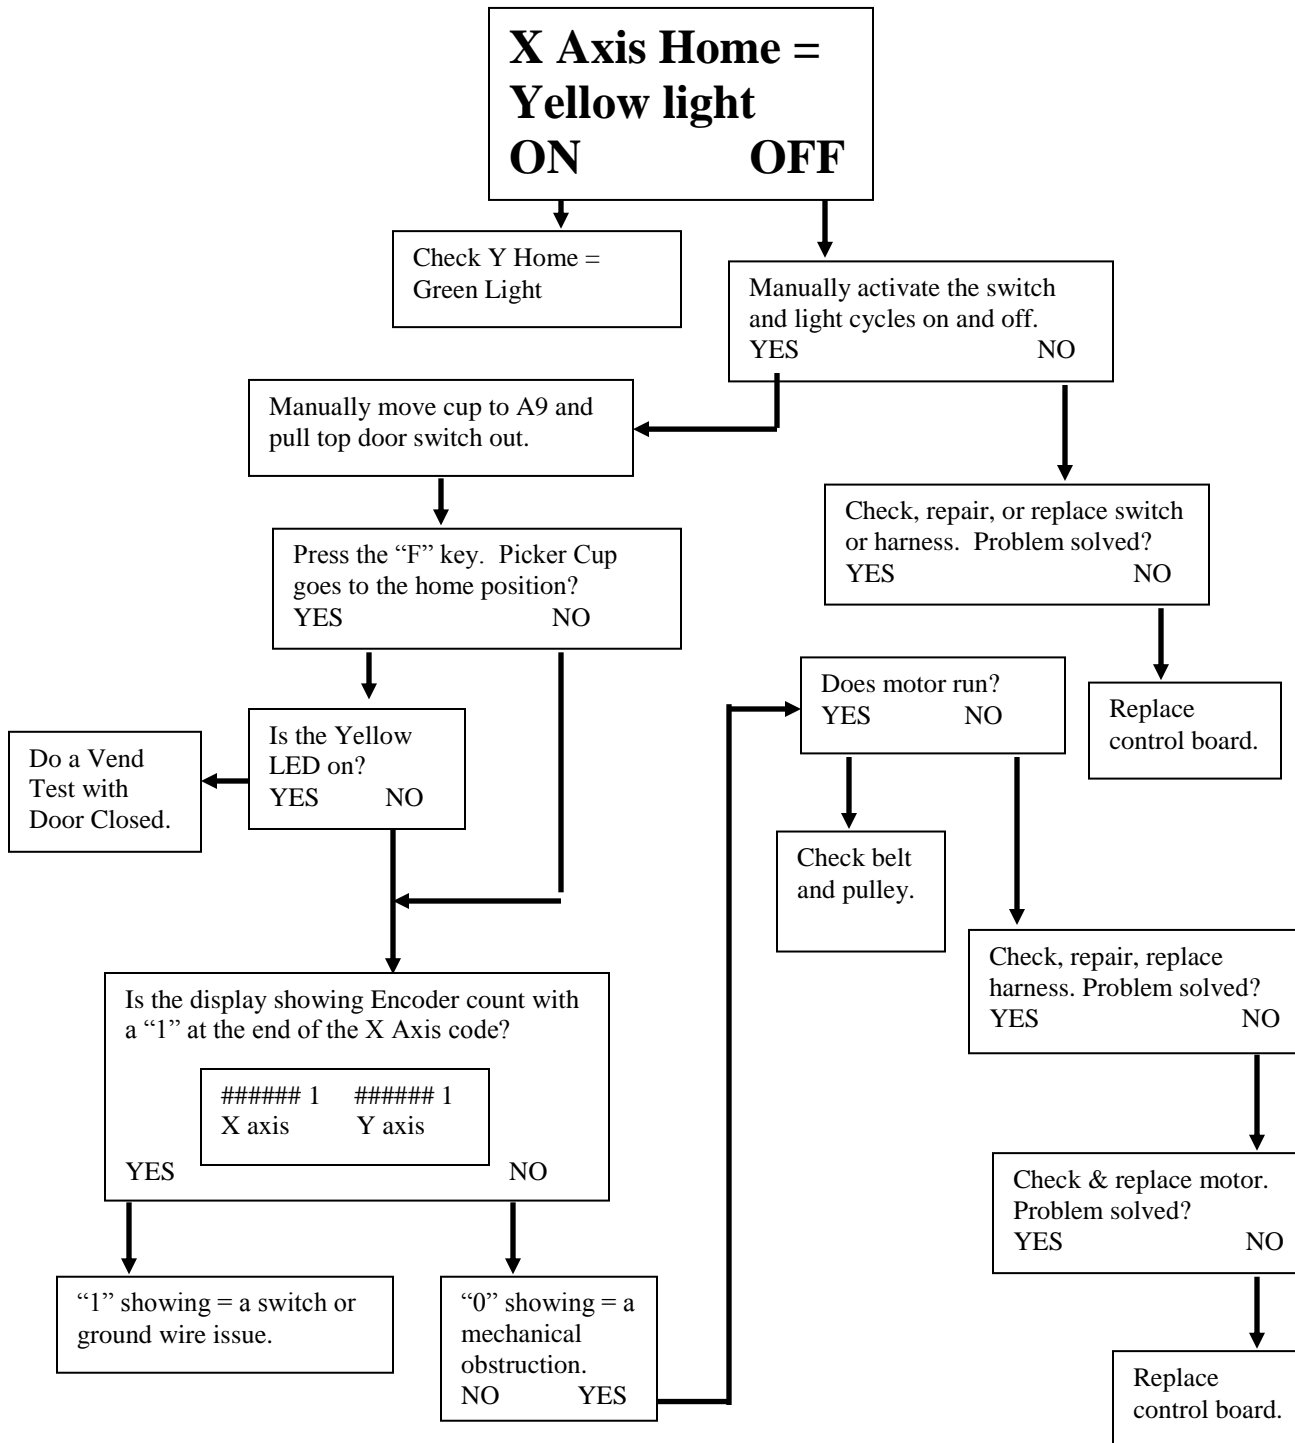 X Axis Home =
Yellow light
ON OFF
Check Y Home =
Green Light
Manually activate the switch
and light cycles on and off.
YES NO
Manually move cup to A9 and
pull top door switch out.
Check, repair, or replace switch
or harness.  Problem solved?
YES NO
Press the “F” key.  Picker Cup
goes to the home position?
YES NO
Does motor run?
YES NO
Replace
control board.
Is the Yellow
LED on?
YES NO
Do a Vend
Test with
Door Closed.
Check belt
and pulley.
Check, repair, replace
harness. Problem solved?
YES NO
Is the display showing Encoder count with
a “1” at the end of the X Axis code?
###### 1 ###### 1
X axis Y axis
YES NO
Check & replace motor.
Problem solved?
YES NO
“1” showing = a switch or
ground wire issue.
“0” showing = a
mechanical
obstruction.
NO YES
Replace
control board.